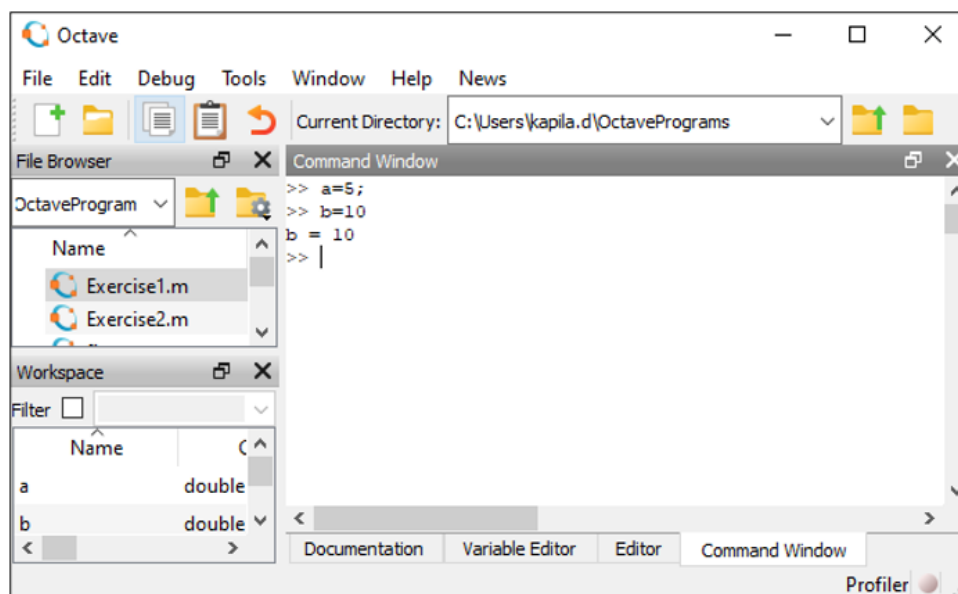 Octave
File Edit Debug Tools Window Help News
Current Directory: C:\Users\kapila.d\OctavePrograms
File Browser
OctaveProgram
Name
Exercise1.m
Exercise2.m
Workspace
Filter
Name
a double
b double
Command Window
>> a=5;
>> b=10
b = 10
>>
Documentation Variable Editor Editor Command Window
Profiler